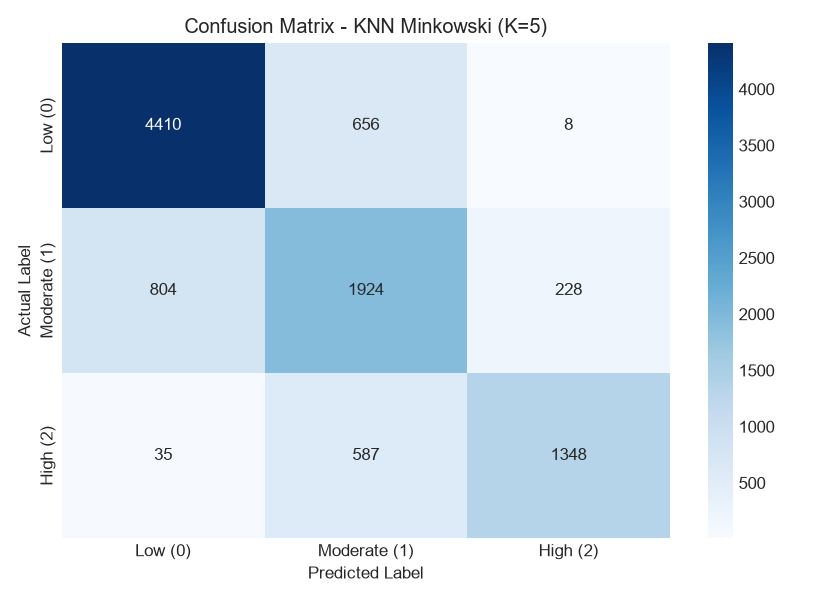 Confusion Matrix - KNN Minkowski (K=5)
Actual Label
Low (0)
4410 656 8
Moderate (1)
804 1924 228
High (2)
35 587 1348
Low (0) Moderate (1) High (2)
Predicted Label
4000
3500
3000
2500
2000
1500
1000
500